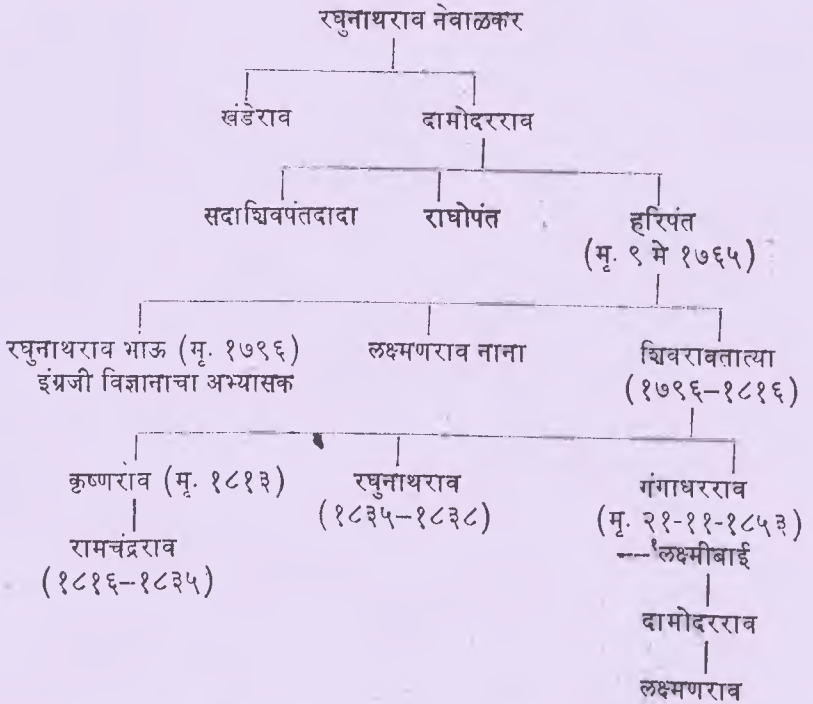 रघुनाथराव नेवाळकर
खंडेराव दामोदरराव
सदाशिवपंतदादा राघोपंत हरिपंत
(मृ. ९ मे १७६५)
रघुनाथराव भाऊ (मृ. १७९६) लक्ष्मणराव नाना शिवरावतात्या
इंग्रजी विज्ञानाचा अभ्यासक (१७९६–१८१६)
कृष्णराव (मृ. १८१३) रघुनाथराव गंगाधरराव
(१८३५–१८३८) (मृ. २१-११-१८५३)
रामचंद्रराव —१लक्ष्मीबाई
(१८१६–१८३५)
दामोदरराव
लक्ष्मणराव